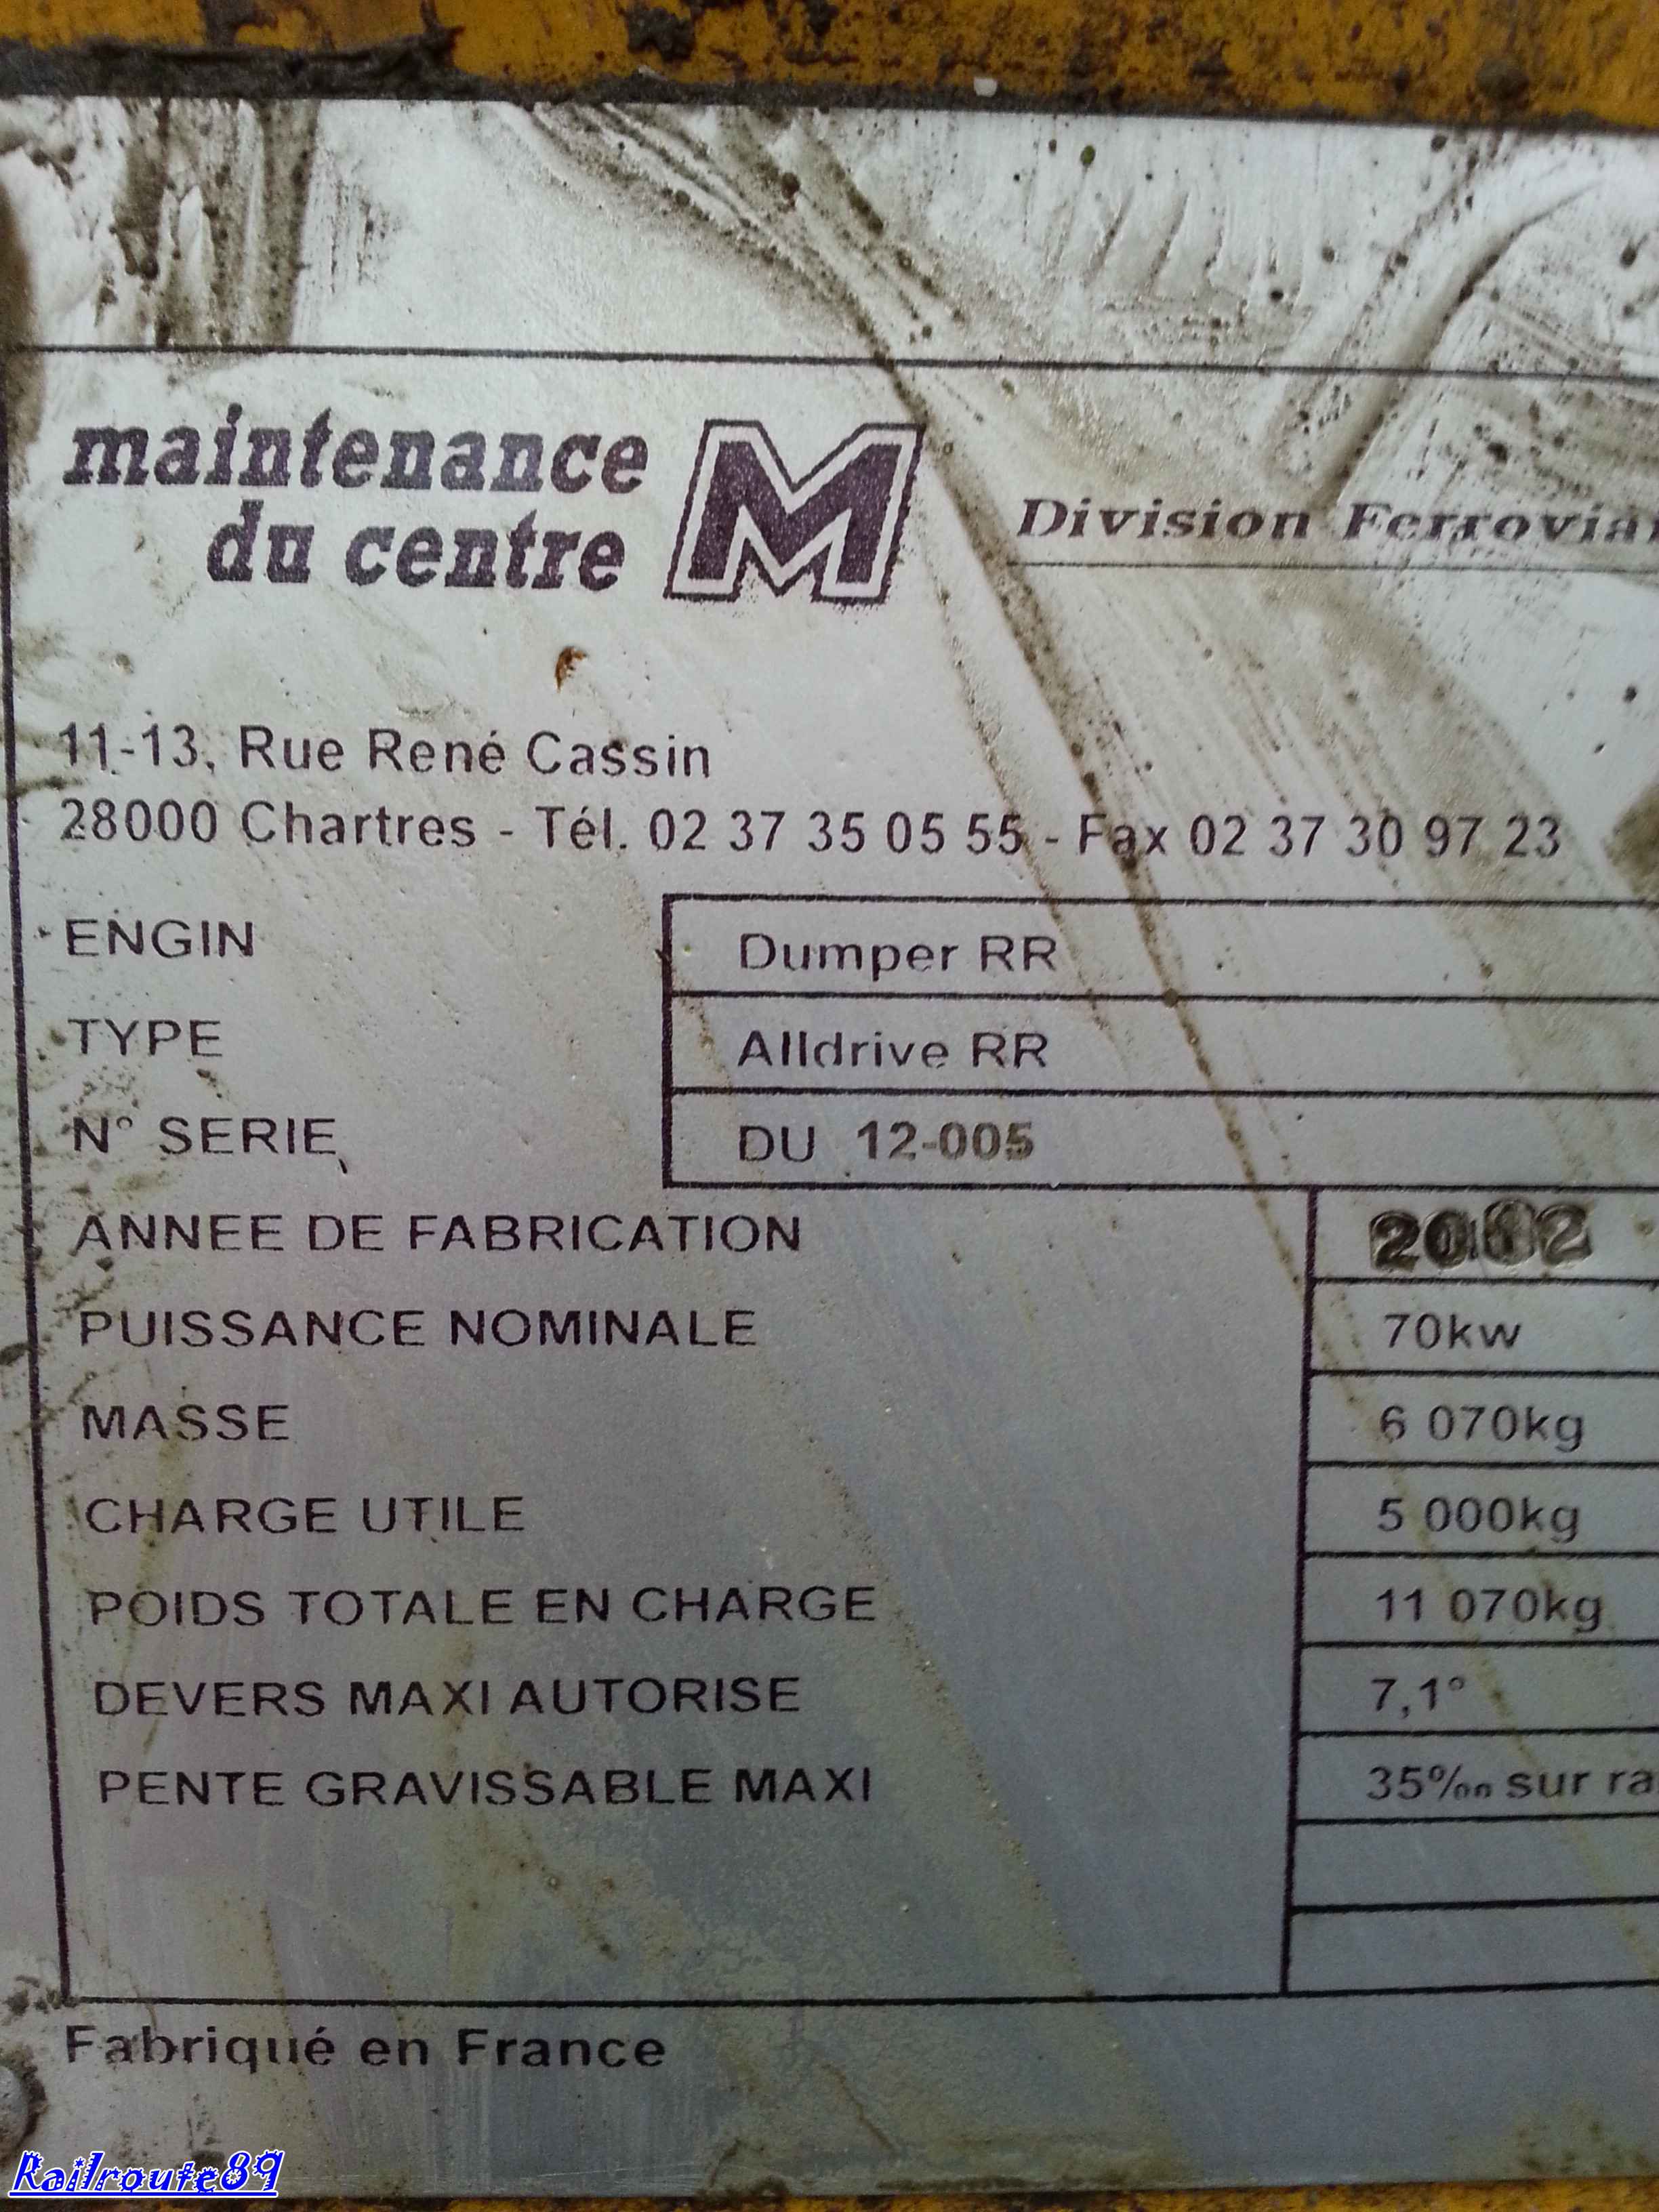 maintenance
du centre
M
Division Ferroviai
11-13, Rue René Cassin
28000 Chartres - Tél. 02 37 35 05 55 - Fax 02 37 30 97 23
ENGIN Dumper RR
TYPE Alldrive RR
N° SERIE DU 12-005
ANNEE DE FABRICATION
PUISSANCE NOMINALE 70kw
MASSE 6 070kg
CHARGE UTILE 5 000kg
POIDS TOTALE EN CHARGE 11 070kg
DEVERS MAXI AUTORISE 7,1°
PENTE GRAVISSABLE MAXI 35‰ sur ra
Fabriqué en France
Railroute89